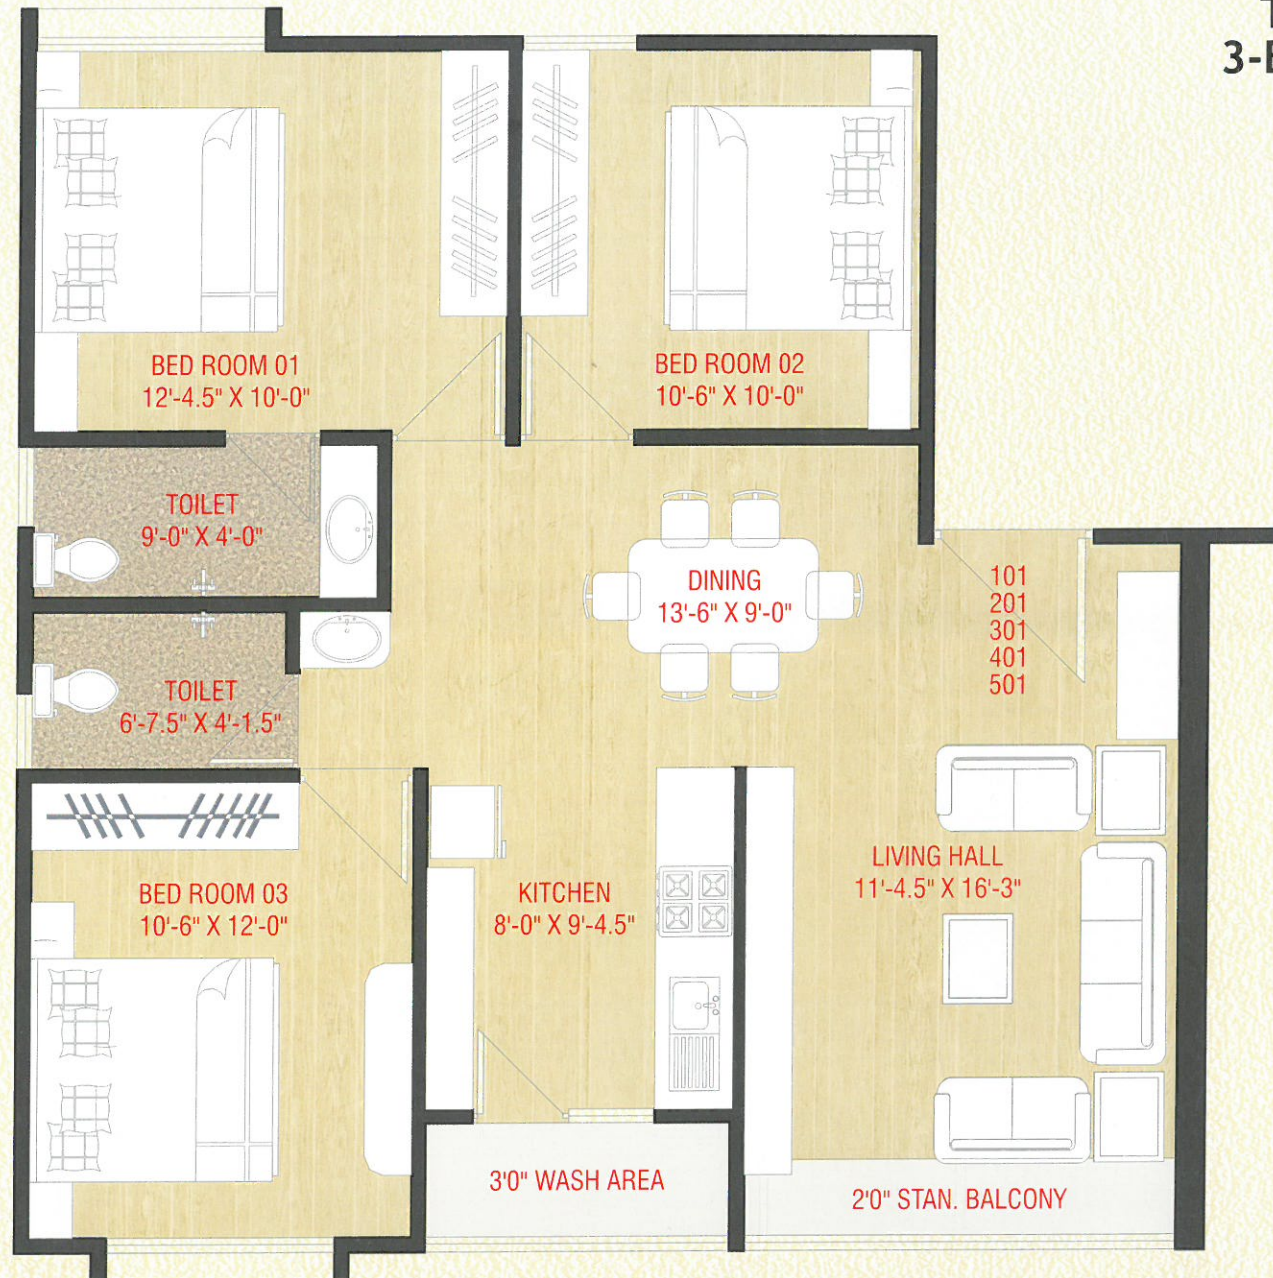 BED ROOM 01
12'-4.5" X 10'-0"
BED ROOM 02
10'-6" X 10'-0"
TOILET
9'-0" X 4'-0"
DINING
13'-6" X 9'-0"
101
201
301
401
501
TOILET
6'-7.5" X 4'-1.5"
BED ROOM 03
10'-6" X 12'-0"
KITCHEN
8'-0" X 9'-4.5"
LIVING HALL
11'-4.5" X 16'-3"
3'0" WASH AREA
2'0" STAN. BALCONY